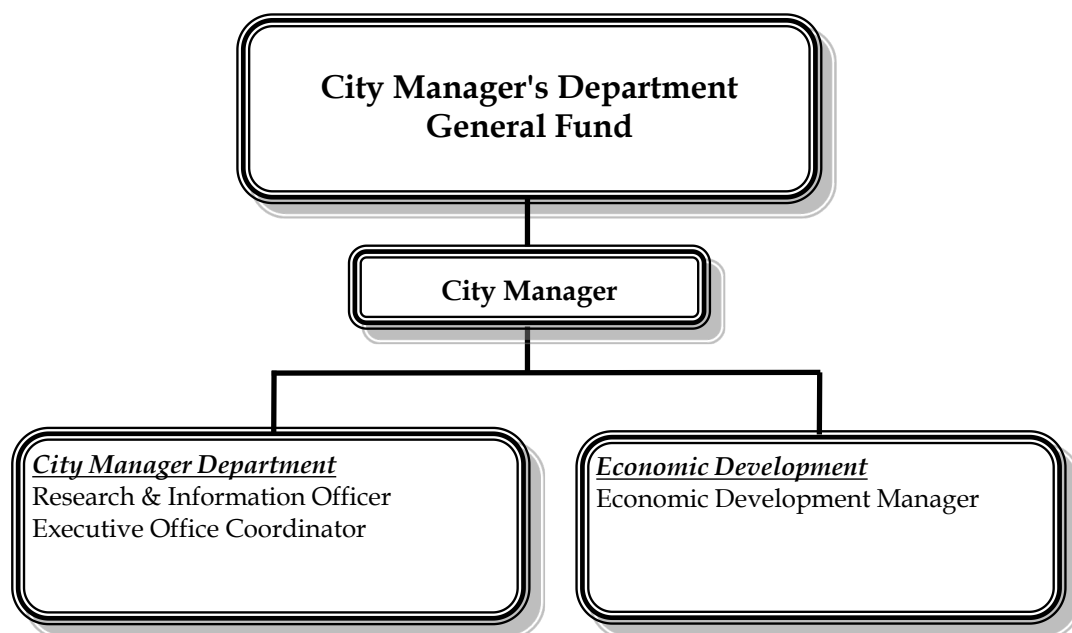 City Manager's Department
General Fund
City Manager
City Manager Department
Research & Information Officer
Executive Office Coordinator
Economic Development
Economic Development Manager